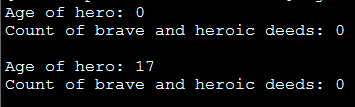 Age of hero: 0
Count of brave and heroic deeds: 0
Age of hero: 17
Count of brave and heroic deeds: 0